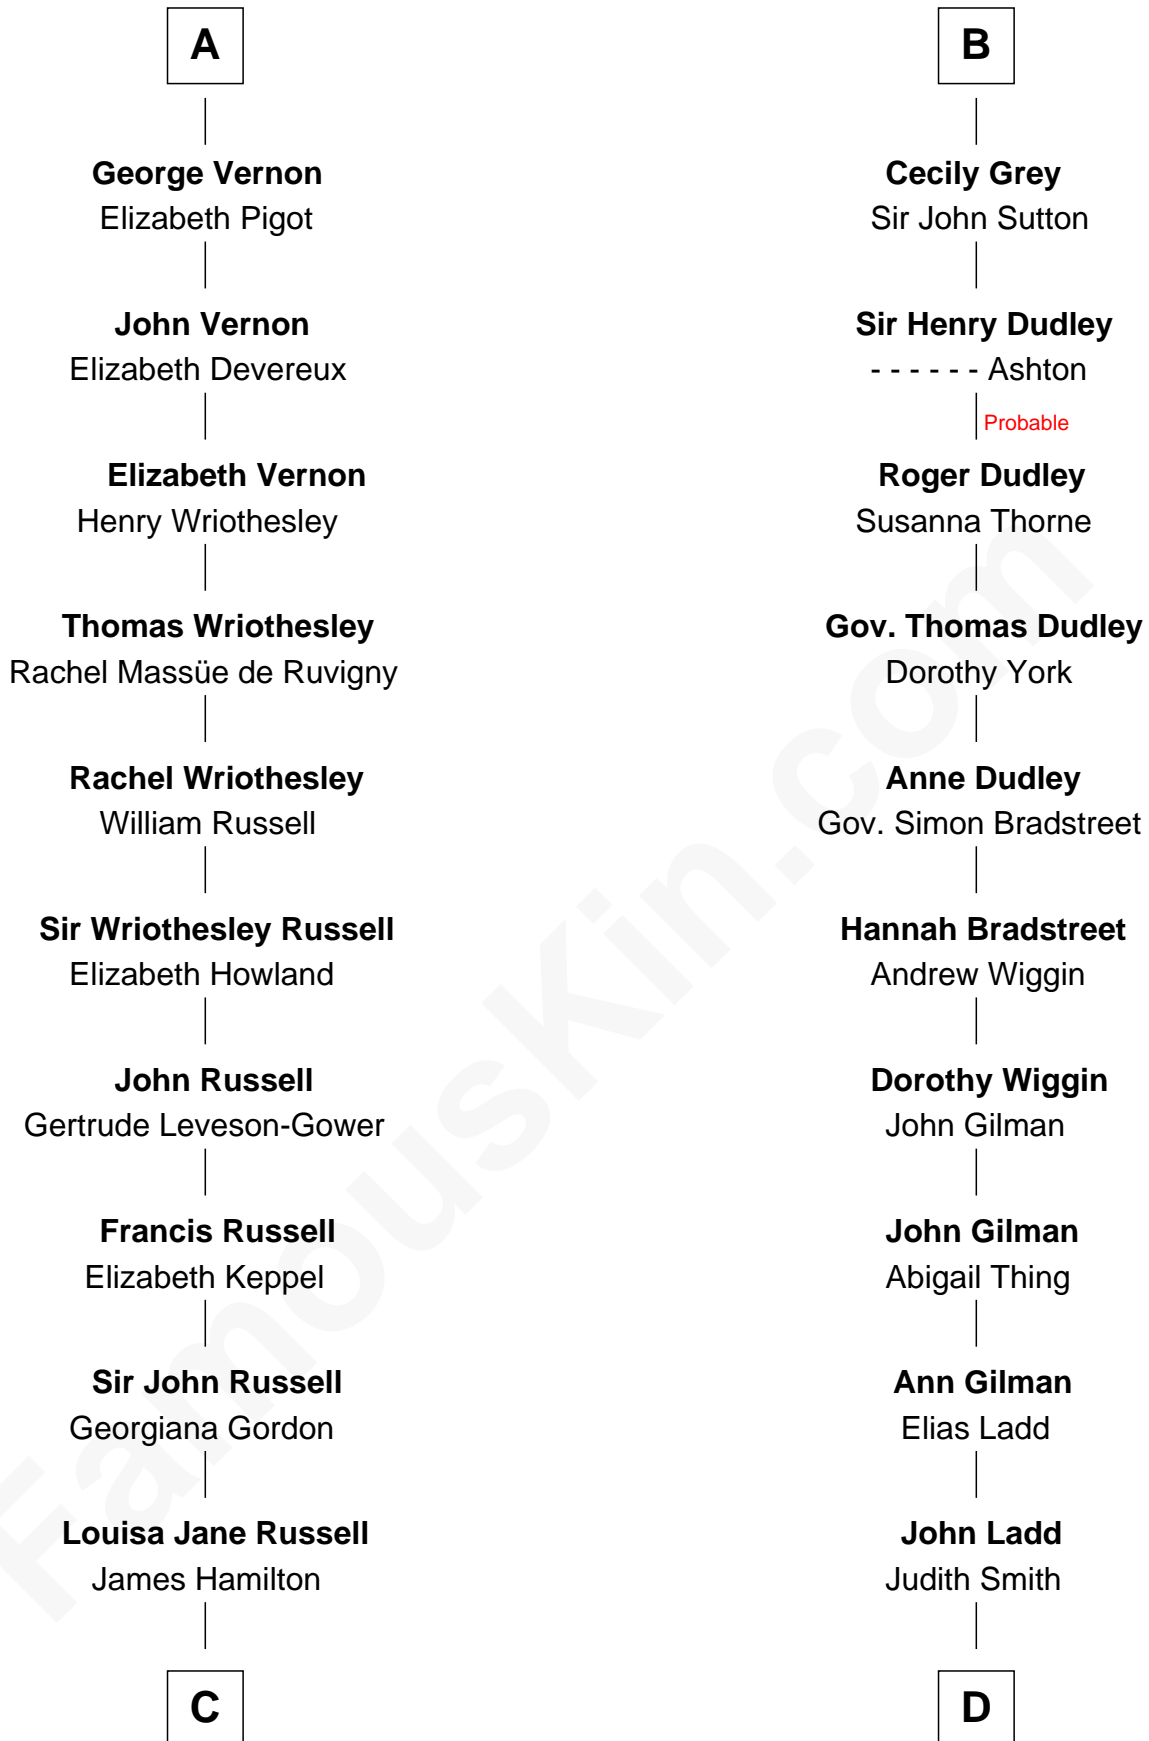 A
George Vernon
Elizabeth Pigot
John Vernon
Elizabeth Devereux
Elizabeth Vernon
Henry Wriothesley
Thomas Wriothesley
Rachel Massüe de Ruvigny
Rachel Wriothesley
William Russell
Sir Wriothesley Russell
Elizabeth Howland
John Russell
Gertrude Leveson-Gower
Francis Russell
Elizabeth Keppel
Sir John Russell
Georgiana Gordon
Louisa Jane Russell
James Hamilton
C
B
Cecily Grey
Sir John Sutton
Sir Henry Dudley
- - - - - - Ashton
Probable
Roger Dudley
Susanna Thorne
Gov. Thomas Dudley
Dorothy York
Anne Dudley
Gov. Simon Bradstreet
Hannah Bradstreet
Andrew Wiggin
Dorothy Wiggin
John Gilman
John Gilman
Abigail Thing
Ann Gilman
Elias Ladd
John Ladd
Judith Smith
D
FamousKin.com